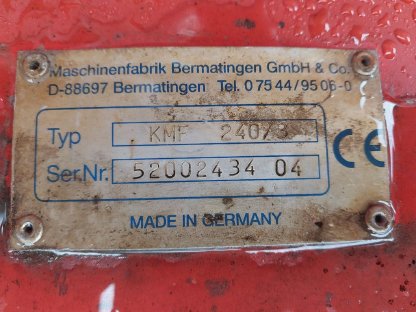 Maschinenfabrik Bermatingen GmbH & Co.
D-88697 Bermatingen Tel. 0 75 44/95 06-0
Typ KMF 240/3
Ser.Nr. 52002434 04
CE
MADE IN GERMANY